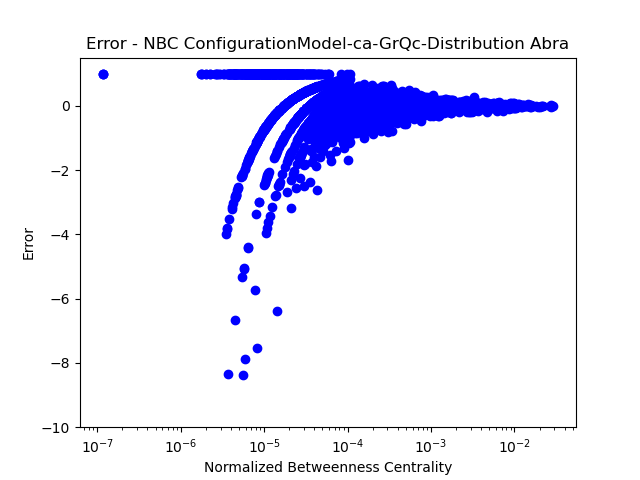 Error - NBC ConfigurationModel-ca-GrQc-Distribution Abra
0
−2
−4
−6
−8
−10
Error
10⁻⁷ 10⁻⁶ 10⁻⁵ 10⁻⁴ 10⁻³ 10⁻²
Normalized Betweenness Centrality